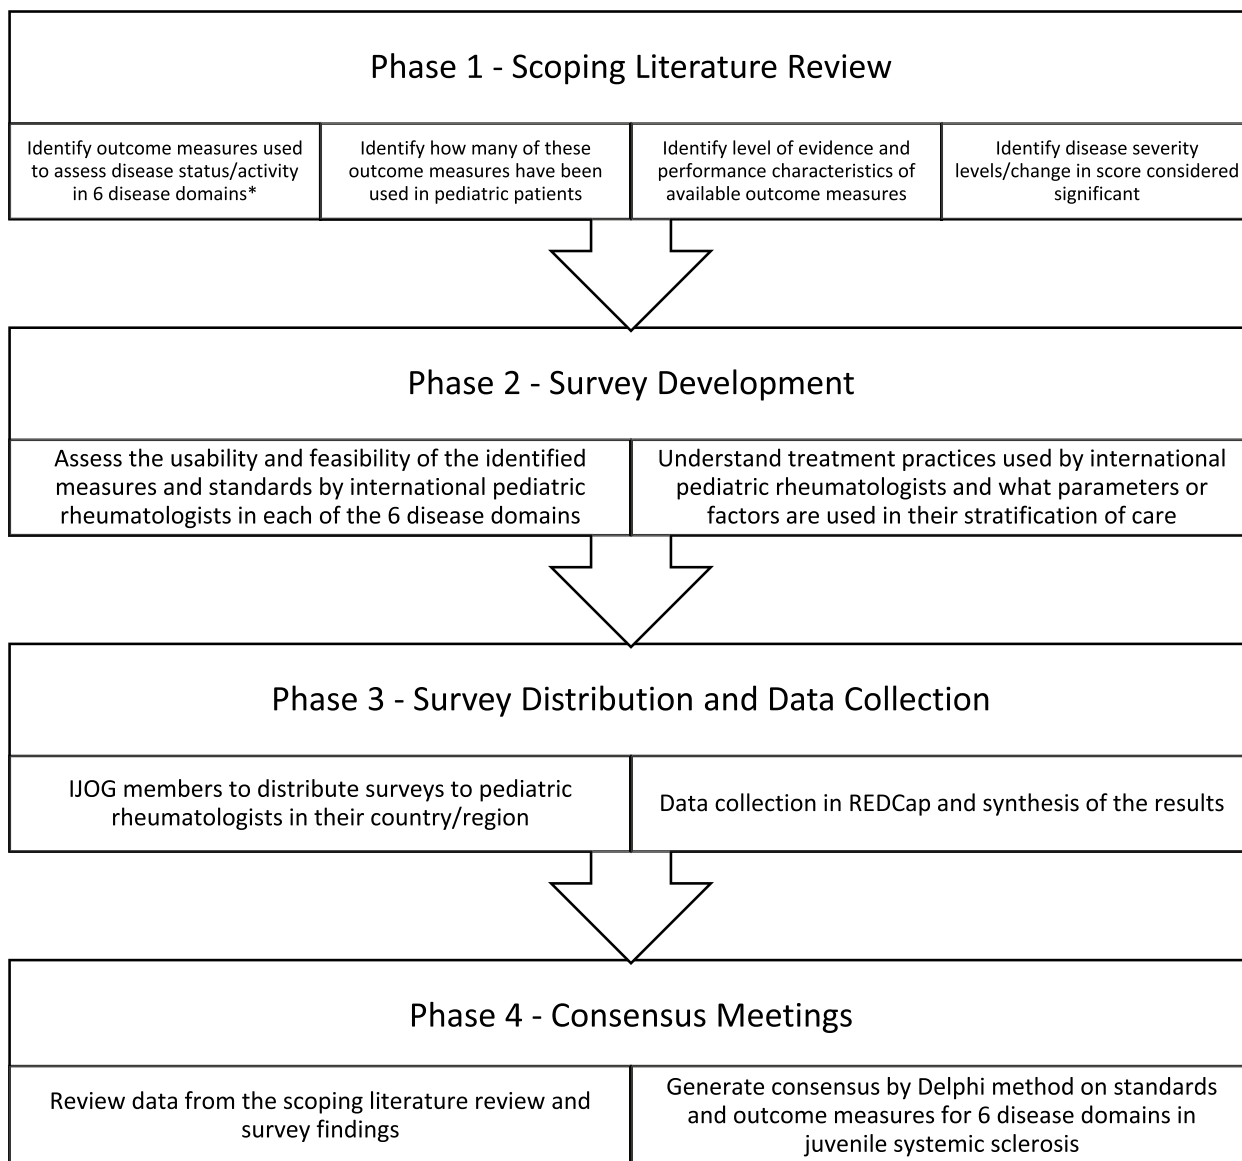 Phase 1 - Scoping Literature Review
Identify outcome measures used
to assess disease status/activity
in 6 disease domains*
Identify how many of these
outcome measures have been
used in pediatric patients
Identify level of evidence and
performance characteristics of
available outcome measures
Identify disease severity
levels/change in score considered
significant
Phase 2 - Survey Development
Assess the usability and feasibility of the identified
measures and standards by international pediatric
rheumatologists in each of the 6 disease domains
Understand treatment practices used by international
pediatric rheumatologists and what parameters or
factors are used in their stratification of care
Phase 3 - Survey Distribution and Data Collection
IJOG members to distribute surveys to pediatric
rheumatologists in their country/region
Data collection in REDCap and synthesis of the results
Phase 4 - Consensus Meetings
Review data from the scoping literature review and
survey findings
Generate consensus by Delphi method on standards
and outcome measures for 6 disease domains in
juvenile systemic sclerosis